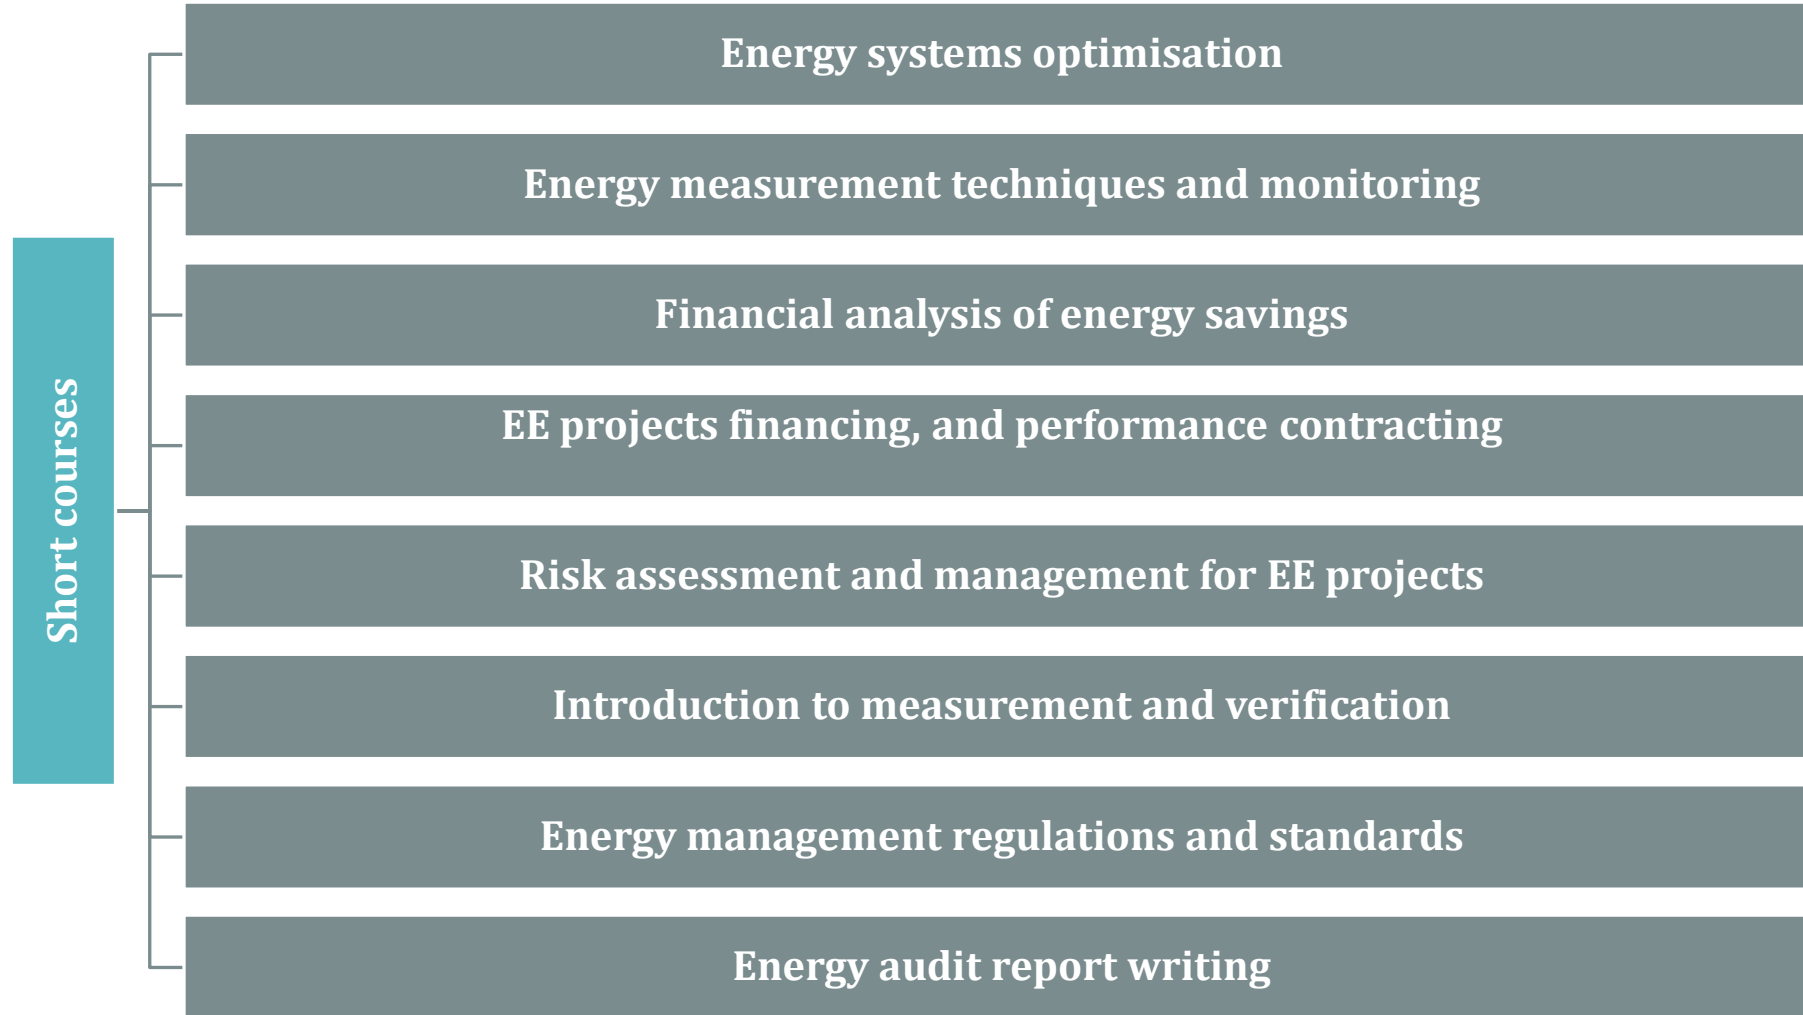 Short courses
Energy systems optimisation
Energy measurement techniques and monitoring
Financial analysis of energy savings
EE projects financing, and performance contracting
Risk assessment and management for EE projects
Introduction to measurement and verification
Energy management regulations and standards
Energy audit report writing